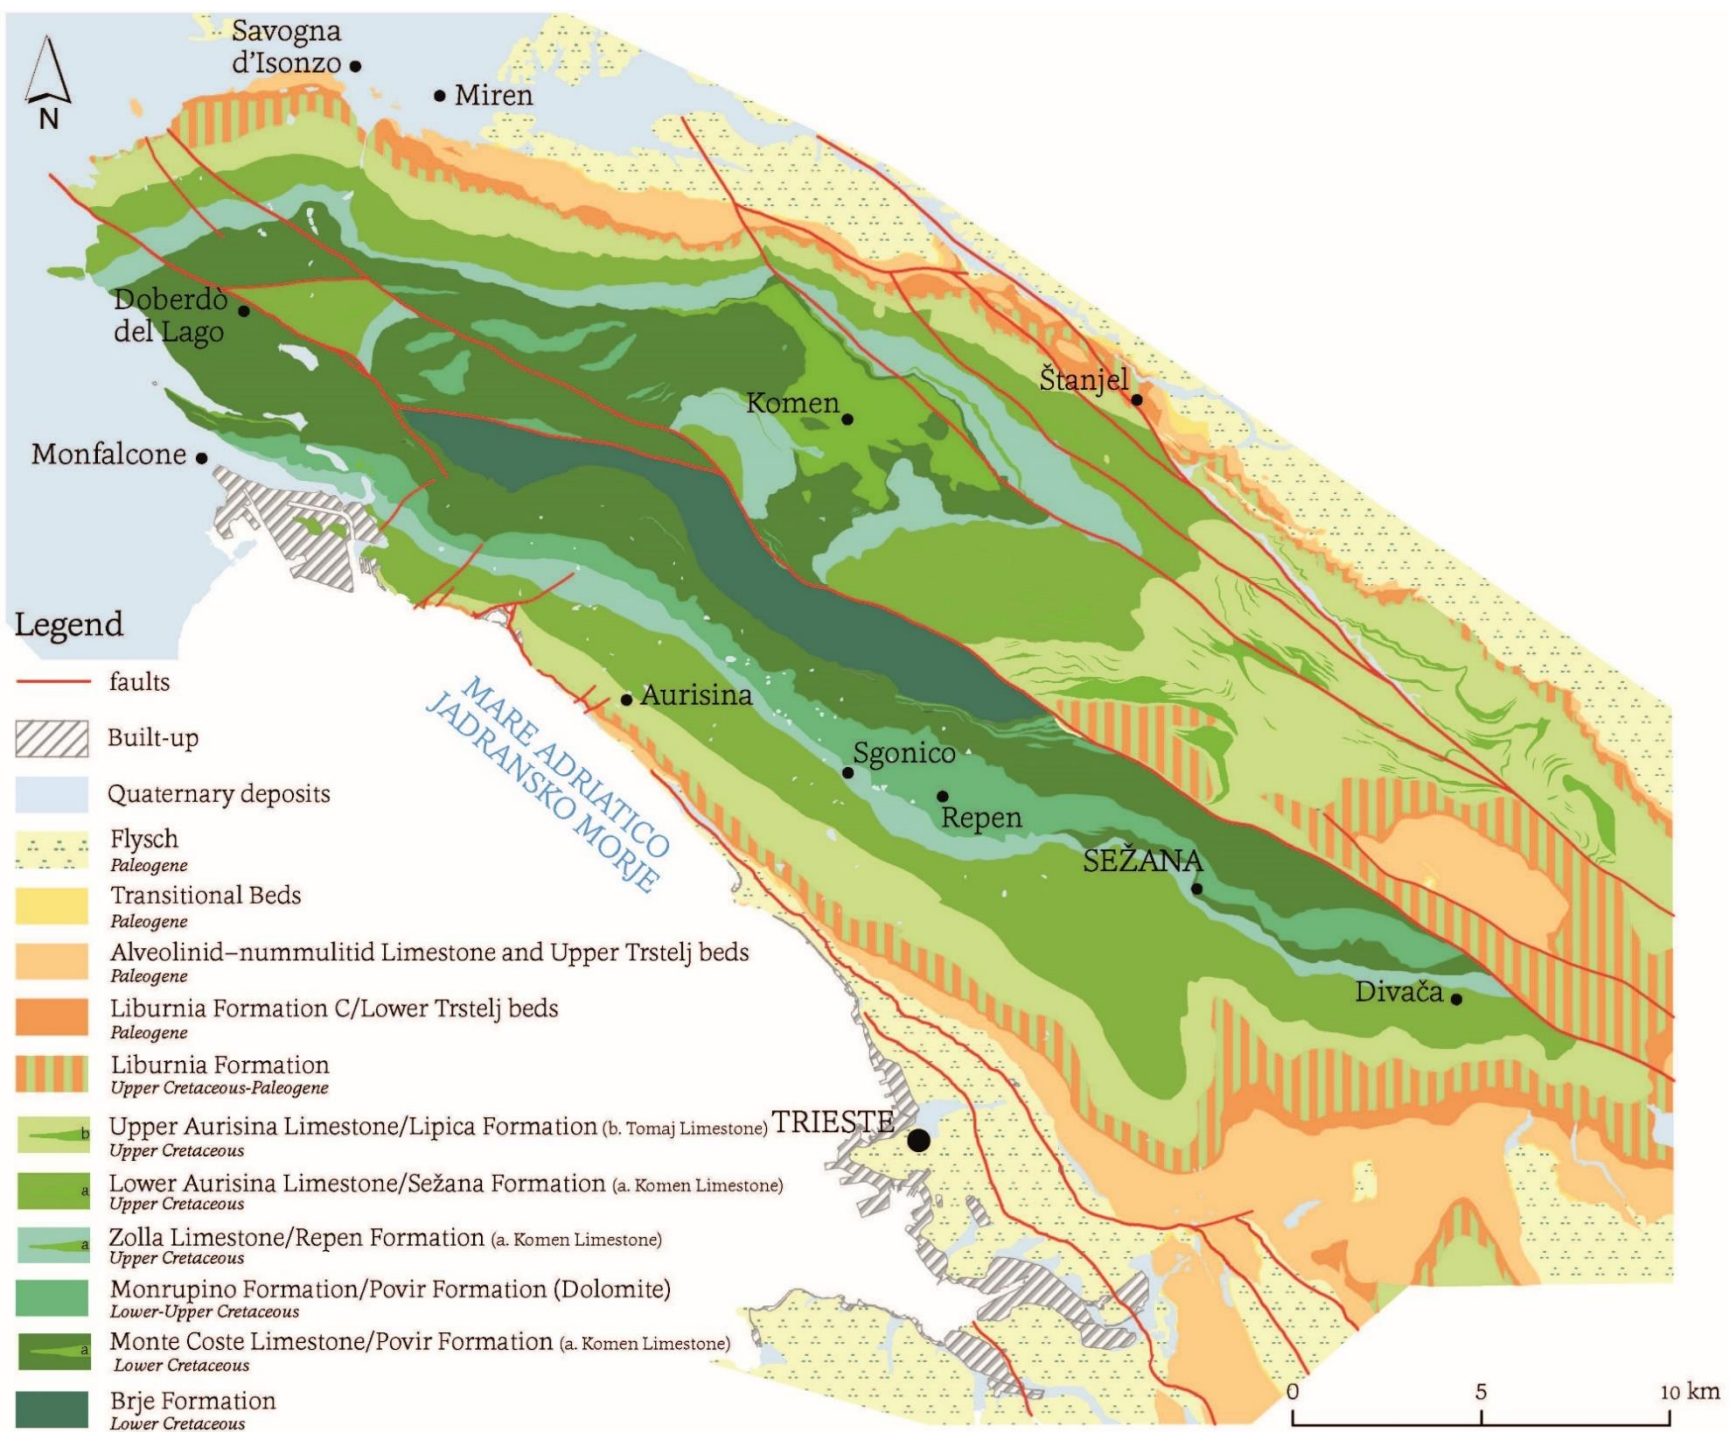 Savogna
d'Isonzo
Miren
N
Doberdò
del Lago
Štanjel
Komen
Monfalcone
Aurisina
MARE ADRIATICO
JADRANSKO MORJE
Sgonico
Repen
SEŽANA
Divača
TRIESTE
Legend
faults
Built-up
Quaternary deposits
Flysch
Paleogene
Transitional Beds
Paleogene
Alveolinid–nummulitid Limestone and Upper Trstelj beds
Paleogene
Liburnia Formation C/Lower Trstelj beds
Paleogene
Liburnia Formation
Upper Cretaceous-Paleogene
b
Upper Aurisina Limestone/Lipica Formation (b. Tomaj Limestone)
Upper Cretaceous
a
Lower Aurisina Limestone/Sežana Formation (a. Komen Limestone)
Upper Cretaceous
a
Zolla Limestone/Repen Formation (a. Komen Limestone)
Upper Cretaceous
Monrupino Formation/Povir Formation (Dolomite)
Lower-Upper Cretaceous
a
Monte Coste Limestone/Povir Formation (a. Komen Limestone)
Lower Cretaceous
Brje Formation
Lower Cretaceous
0 5 10 km